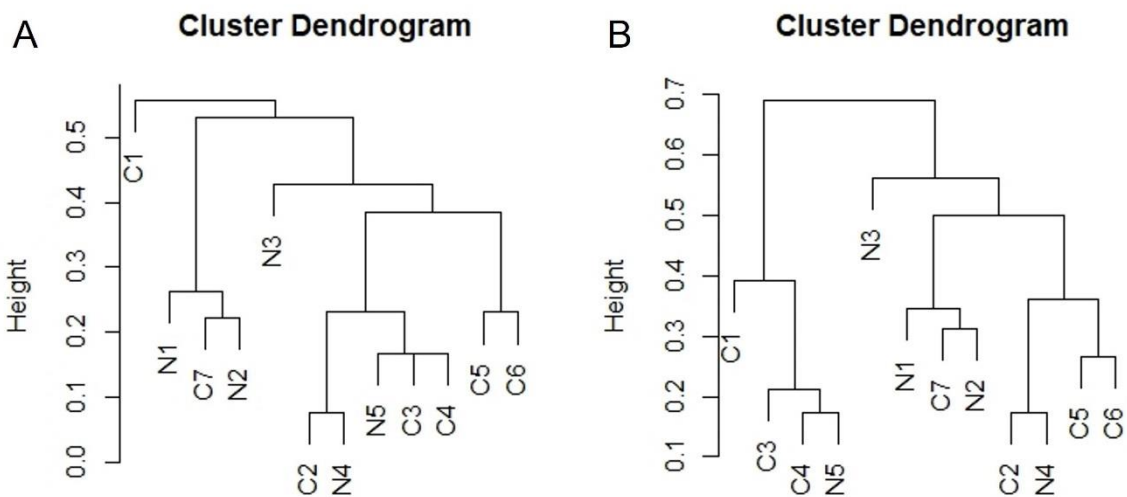 A
Cluster Dendrogram
Height
0.5
0.4
0.3
0.2
0.1
0.0
C1
N1
C7
N2
N3
C2
N4
N5
C3
C4
C5
C6
B
Cluster Dendrogram
Height
0.7
0.6
0.5
0.4
0.3
0.2
0.1
C1
C3
C4
N5
N3
N1
C7
N2
C2
N4
C5
C6